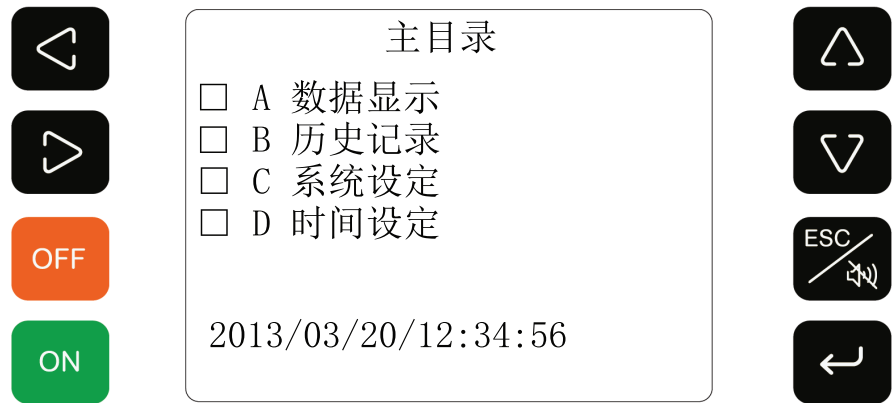 主目录
□ A 数据显示
□ B 历史记录
□ C 系统设定
□ D 时间设定
2013/03/20/12:34:56
OFF
ON
ESC